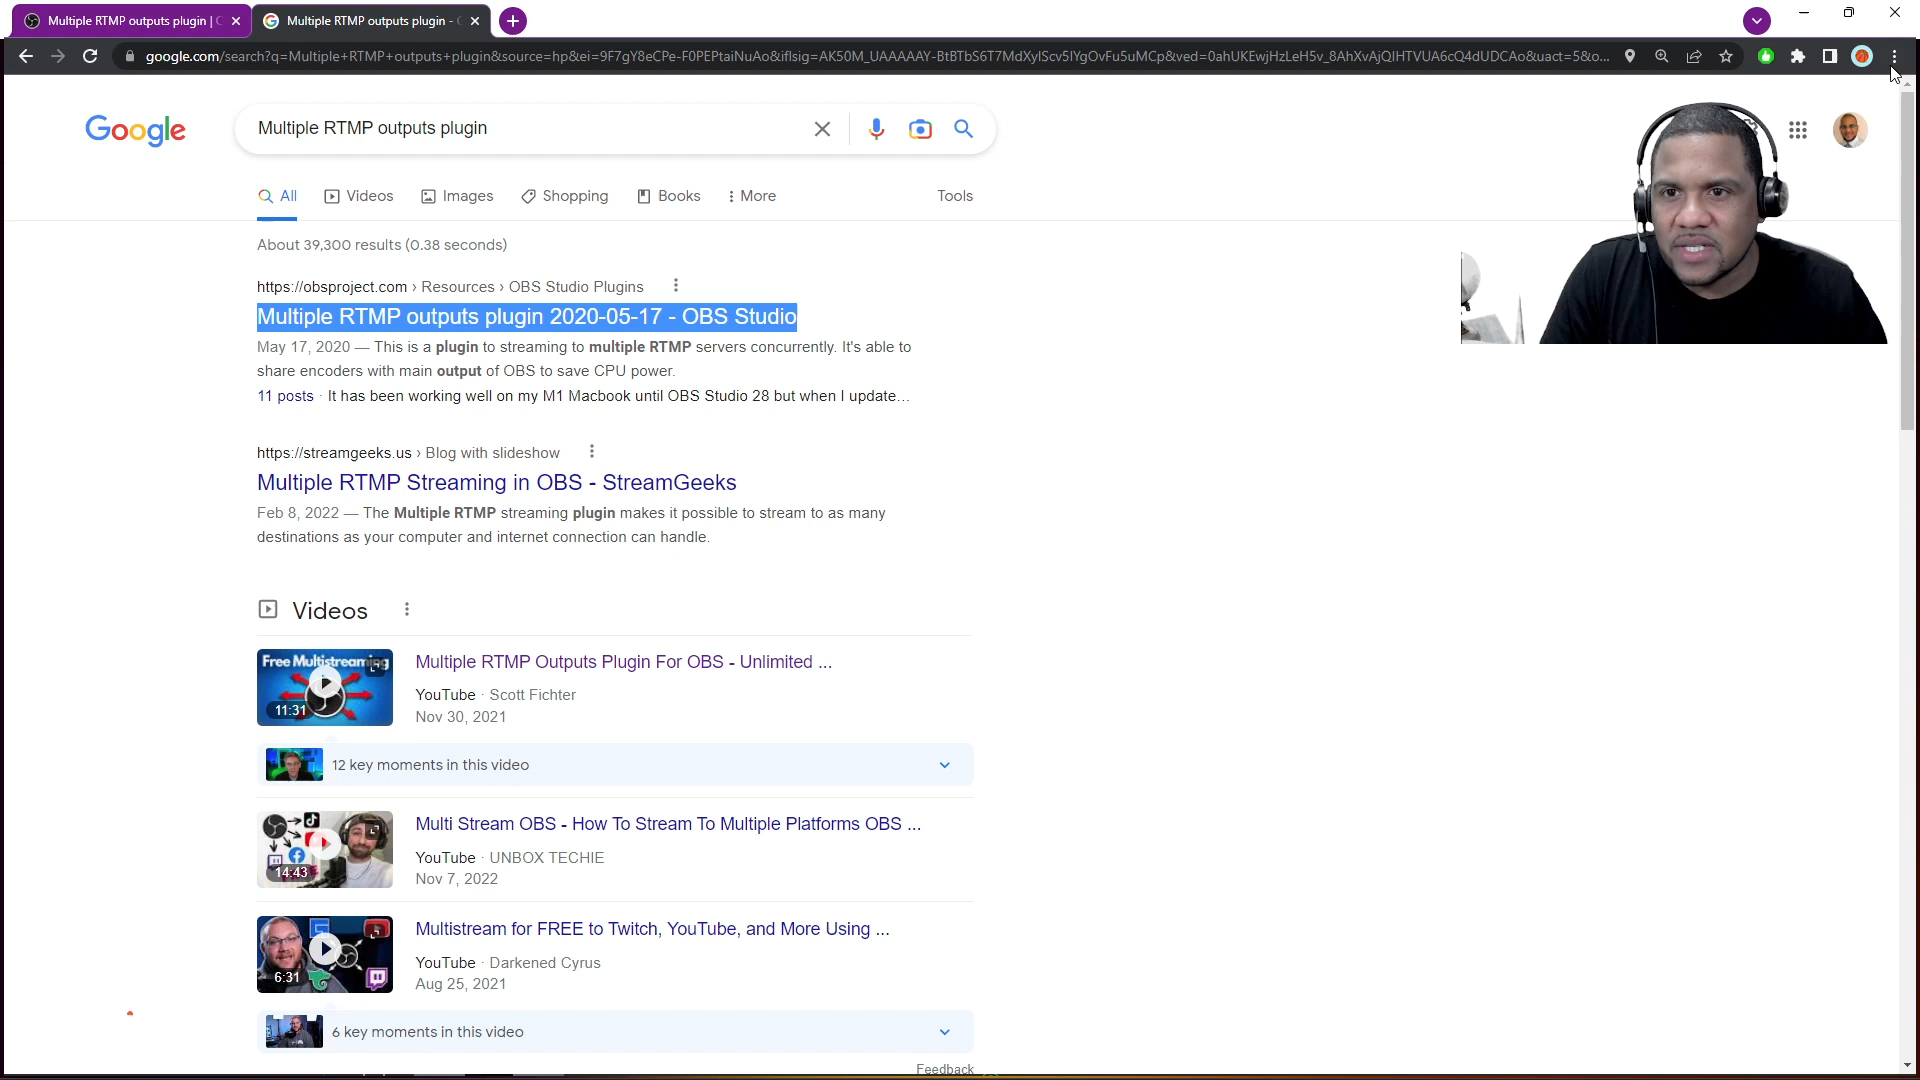 Multiple RTMP outputs plugin |
Multiple RTMP outputs plugin -
google.com/search?q=Multiple+RTMP+outputs+plugin&source=hp&ei=9F7gY8eCPe-F0PEPtaiNuAo&iflsig=AK50M_UAAAAAY-BtBTbS6T7MdXylScv5IYgOvFu5uMCp&ved=0ahUKEwjHzLeH5v_8AhXvAjQIHTVUA6cQ4dUDCAo&uact=5&o...
Google
Multiple RTMP outputs plugin
All Videos Images Shopping Books More Tools
About 39,300 results (0.38 seconds)
https://obsproject.com › Resources › OBS Studio Plugins
Multiple RTMP outputs plugin 2020-05-17 - OBS Studio
May 17, 2020 — This is a plugin to streaming to multiple RTMP servers concurrently. It's able to
share encoders with main output of OBS to save CPU power.
11 posts · It has been working well on my M1 Macbook until OBS Studio 28 but when I update...
https://streamgeeks.us › Blog with slideshow
Multiple RTMP Streaming in OBS - StreamGeeks
Feb 8, 2022 — The Multiple RTMP streaming plugin makes it possible to stream to as many
destinations as your computer and internet connection can handle.
Videos
Free Multistreaming
11:31
Multiple RTMP Outputs Plugin For OBS - Unlimited ...
YouTube · Scott Fichter
Nov 30, 2021
12 key moments in this video
14:43
Multi Stream OBS - How To Stream To Multiple Platforms OBS ...
YouTube · UNBOX TECHIE
Nov 7, 2022
6:31
Multistream for FREE to Twitch, YouTube, and More Using ...
YouTube · Darkened Cyrus
Aug 25, 2021
6 key moments in this video
Feedback